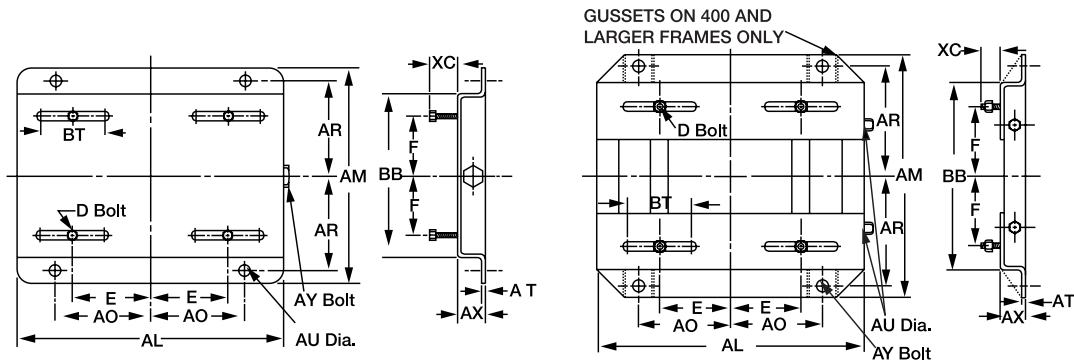 GUSSETS ON 400 AND
LARGER FRAMES ONLY
XC
BT
AR
AM
BB
F
F
D Bolt
AR
E
E
AO
AO
AY Bolt
AL
AU Dia.
A T
AX
XC
D Bolt
AR
AM
BB
F
F
BT
AR
E
E
AO
AO
AU Dia.
AL
AY Bolt
AT
AX